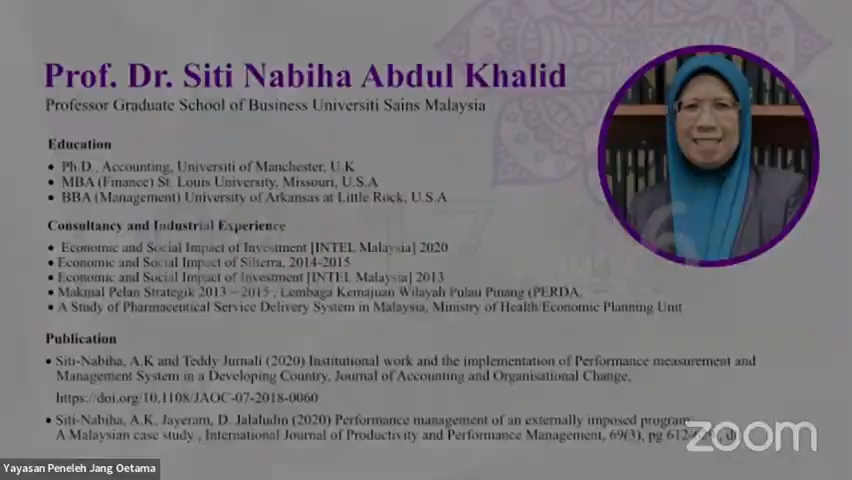 Prof. Dr. Siti Nabiha Abdul Khalid
Professor Graduate School of Business Universiti Sains Malaysia
Education
• Ph.D., Accounting, Universiti of Manchester, U.K
• MBA (Finance) St. Louis University, Missouri, U.S.A
• BBA (Management) University of Arkansas at Little Rock, U.S.A
Consultancy and Industrial Experience
• Economic and Social Impact of Investment [INTEL Malaysia] 2020
• Economic and Social Impact of Silterra, 2014-2015
• Economic and Social Impact of Investment [INTEL Malaysia] 2013
• Makmal Pelan Strategik 2013 – 2015 , Lembaga Kemajuan Wilayah Pulau Pinang (PERDA,
• A Study of Pharmaceutical Service Delivery System in Malaysia, Ministry of Health/Economic Planning Unit
Publication
• Siti-Nabiha, A.K and Teddy Jurnali (2020) Institutional work and the implementation of Performance measurement and
Management System in a Developing Country, Journal of Accounting and Organisational Change,
https://doi.org/10.1108/JAOC-07-2018-0060
• Siti-Nabiha, A.K, Jayeram, D. Jalaludin (2020) Performance management of an externally imposed program:
A Malaysian case study , International Journal of Productivity and Performance Management, 69(3), pg
zoom
Yayasan Peneleh Jang Oetama